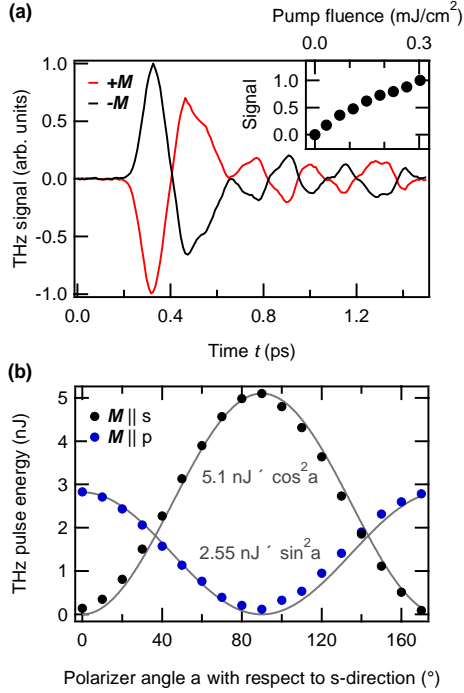 (a)
Pump fluence (mJ/cm²)
0.0 0.3
1.0
0.0
Signal
+M
-M
THz signal (arb. units)
1.0
0.5
0.0
-0.5
-1.0
0.0 0.4 0.8 1.2
Time t (ps)
(b)
THz pulse energy (nJ)
5
4
3
2
1
0
M || s
M || p
5.1 nJ ´ cos²a
2.55 nJ ´ sin²a
0 40 80 120 160
Polarizer angle a with respect to s-direction (°)